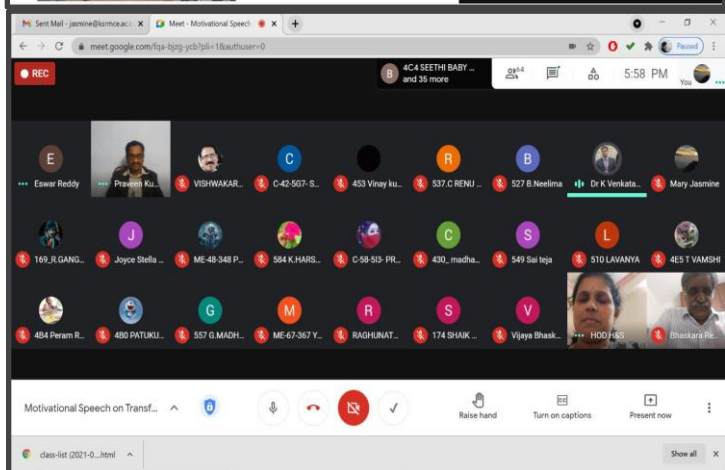 Sent Mail - jasmine@ksrmce.ac.i
Meet - Motivational Speech
meet.google.com/fqa-bjzg-ycb?pli=1&authuser=0
Paused
REC
B
4C4 SEETHI BABY ...
and 35 more
64
5:58 PM
You
E
C
R
B
Eswar Reddy
Praveen Ku...
VISHWAKAR...
C-42-5G7- S...
453 Vinay ku...
537.C RENU ...
527 B.Neelima
Dr K Venkata...
Mary Jasmine
J
C
S
L
169_R.GANG...
Joyce Stella ...
ME-48-348 P...
584 K.HARS...
C-58-5I3- PR...
430_ madha...
549 Sai teja
510 LAVANYA
4E5 T VAMSHI
G
M
R
S
V
4B4 Peram R...
4B0 PATUKU...
557 G.MADH...
ME-67-367 Y...
RAGHUNAT...
174 SHAIK ...
Vijaya Bhask...
HOD H&S
Bhaskara Re...
Motivational Speech on Transf...
Raise hand
Turn on captions
Present now
class-list (2021-0...html
Show all